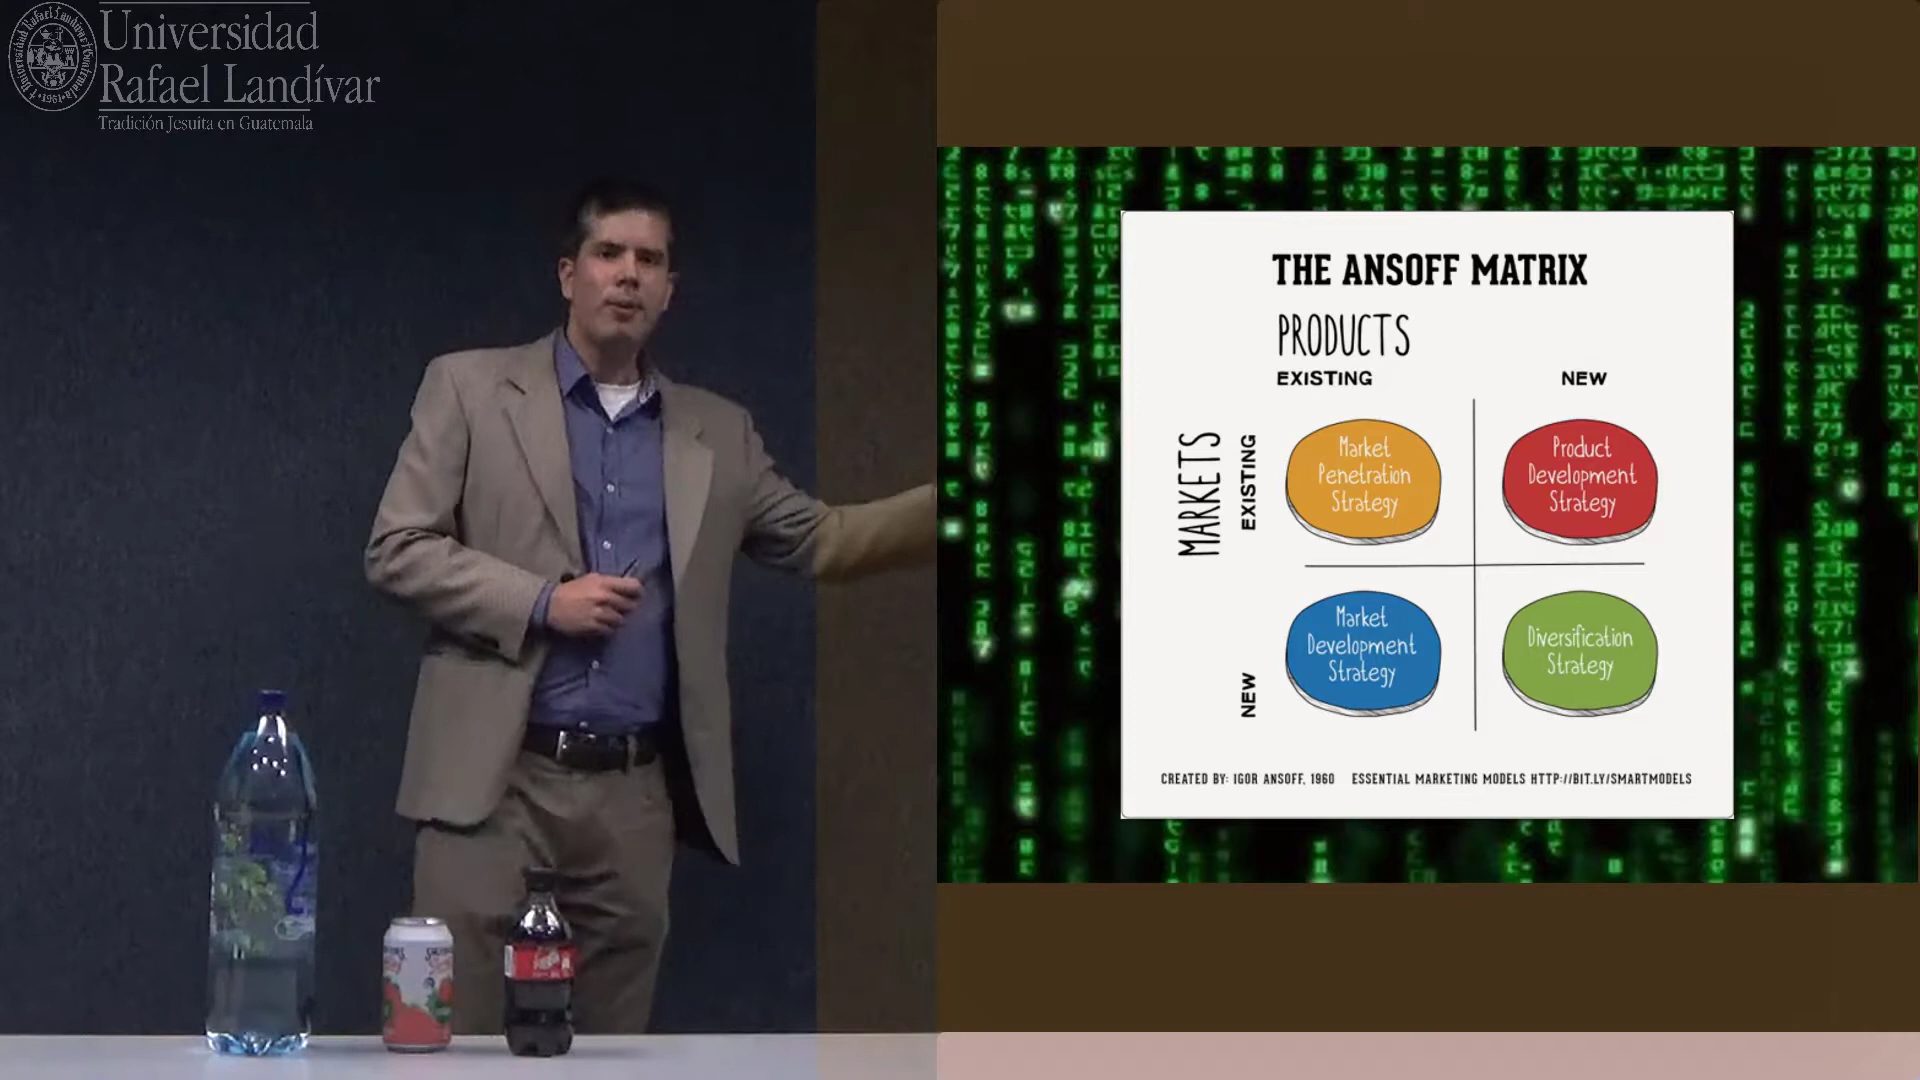 Universidad
Rafael Landívar
Tradición Jesuita en Guatemala
THE ANSOFF MATRIX
PRODUCTS
EXISTING
NEW
MARKETS
EXISTING
NEW
Market
Penetration
Strategy
Product
Development
Strategy
Market
Development
Strategy
Diversification
Strategy
CREATED BY: IGOR ANSOFF, 1960
ESSENTIAL MARKETING MODELS HTTP://BIT.LY/SMARTMODELS